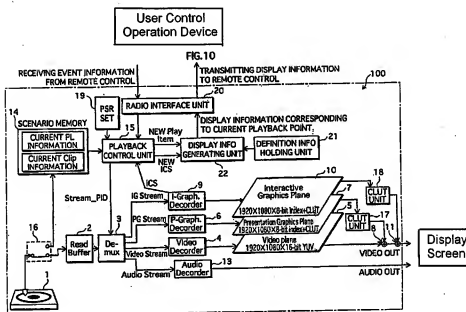 User Control
Operation Device
FIG.10
RECEIVING EVENT INFORMATION
FROM REMOTE CONTROL
TRANSMITTING DISPLAY INFORMATION
TO REMOTE CONTROL
100
14
SCENARIO MEMORY
CURRENT PL
INFORMATION
CURRENT Clip
INFORMATION
19
PSR
SET
RADIO INTERFACE UNIT
20
15
PLAYBACK
CONTROL UNIT
NEW Play
Item
NEW
ICS
DISPLAY INFORMATION CORRESPONDING
TO CURRENT PLAYBACK POINT
DISPLAY INFO
GENERATING UNIT
22
21
DEFINITION INFO
HOLDING UNIT
ICS
Stream_PID
16
2
Read
Buffer
3
De-
mux
IG Stream
9
I-Graph.
Decorder
PG Stream
6
P-Graph.
Decorder
Video Stream
4
Video
Decorder
Audio Stream
13
Audio
Decorder
10
Interactive
Graphics Plane
1920X1080X8-bit index+CLUT
7
Presentation Graphics Plane
1920X1080X8-bit index+CLUT
5
Video plane
1920X1080X16-bit YUV
18
CLUT
UNIT
17
CLUT
UNIT
8
11
VIDEO OUT
AUDIO OUT
Display
Screen
1